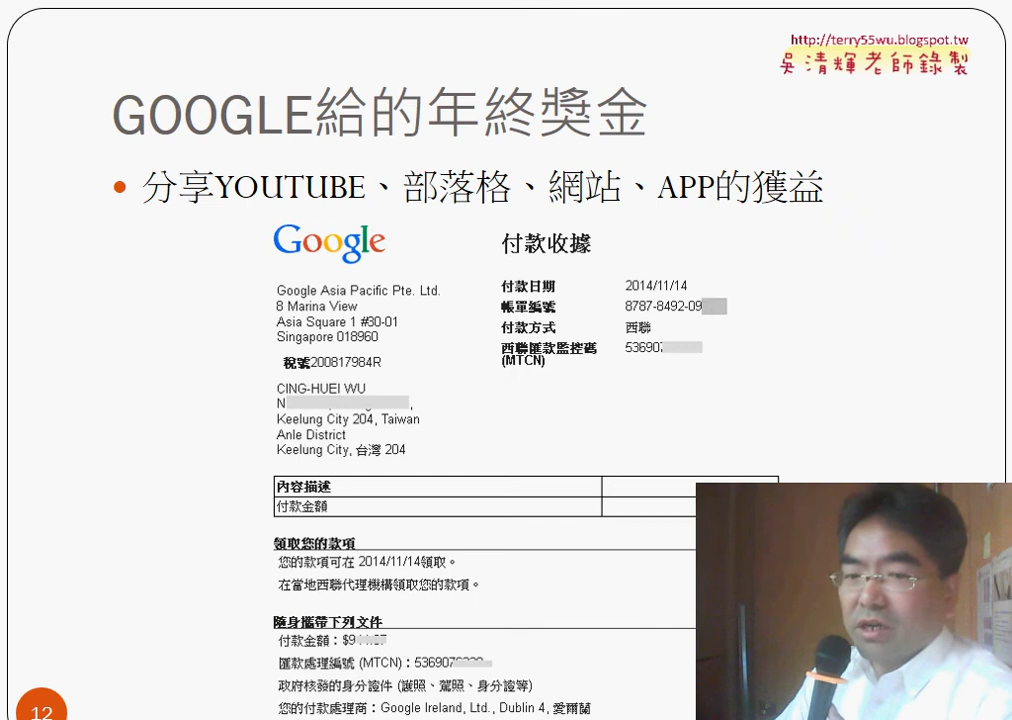 http://terry55wu.blogspot.tw
吳清輝老師錄製
GOOGLE給的年終獎金
分享YOUTUBE、部落格、網站、APP的獲益
Google
付款收據
Google Asia Pacific Pte. Ltd.
8 Marina View
Asia Square 1 #30-01
Singapore 018960
稅號200817984R
付款日期 2014/11/14
帳單編號 8787-8492-09
付款方式 西聯
西聯匯款監控碼 53690
(MTCN)
CING-HUEI WU
N
Keelung City 204, Taiwan
Anle District
Keelung City, 台灣 204
內容描述
付款金額
領取您的款項
您的款項可在 2014/11/14領取。
在當地西聯代理機構領取您的款項。
隨身攜帶下列文件
付款金額：$9
匯款處理編號 (MTCN)：536907
政府核發的身分證件 (護照、駕照、身分證等)
您的付款處理商：Google Ireland, Ltd., Dublin 4, 愛爾蘭
12